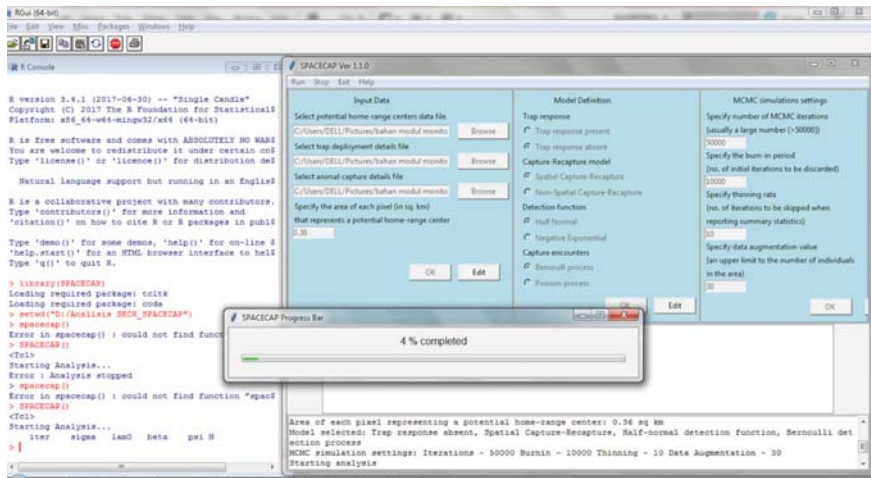 RGui (64-bit)
File Edit View Misc Packages Windows Help
R Console
R version 3.4.1 (2017-06-30) -- "Single Candle"
Copyright (C) 2017 The R Foundation for Statistical
Platform: x86_64-w64-mingw32/x64 (64-bit)
R is free software and comes with ABSOLUTELY NO WAR
You are welcome to redistribute it under certain co
Type 'license()' or 'licence()' for distribution de
Natural language support but running in an Englis
R is a collaborative project with many contributors.
Type 'contributors()' for more information and
'citation()' on how to cite R or R packages in publ
Type 'demo()' for some demos, 'help()' for on-line
'help.start()' for an HTML browser interface to hel
Type 'q()' to quit R.
> library(SPACECAP)
Loading required package: tcltk
Loading required package: coda
> setwd("D:/Analisis SECR_SPACECAP")
> spacecap()
Error in spacecap() : could not find funct
> SPACECAP()
<Tcl>
Starting Analysis...
Error : Analysis stopped
> spacecap()
Error in spacecap() : could not find function "spac
> SPACECAP()
<Tcl>
Starting Analysis...
iter sigma lam0 beta psi N
>
SPACECAP Ver 1.1.0
Run Stop Exit Help
Input Data
Select potential home-range centers data file
C:/Users/DELL/Pictures/bahan modul monito Browse
Select trap deployment details file
C:/Users/DELL/Pictures/bahan modul monito Browse
Select animal capture details file
C:/Users/DELL/Pictures/bahan modul monito Browse
Specify the area of each pixel (in sq. km)
that represents a potential home-range center
0.36
OK Edit
Model Definition
Trap response
Trap response present
Trap response absent
Capture-Recapture model
Spatial Capture-Recapture
Non-Spatial Capture-Recapture
Detection function
Half Normal
Negative Exponential
Capture encounters
Bernoulli process
Poisson process
OK Edit
MCMC simulations settings
Specify number of MCMC iterations
(usually a large number [>50000])
50000
Specify the burn-in period
(no. of initial iterations to be discarded)
10000
Specify thinning rate
(no. of iterations to be skipped when
reporting summary statistics)
10
Specify data augmentation value
(an upper limit to the number of individuals
in the area)
30
OK
SPACECAP Progress Bar
4 % completed
Area of each pixel representing a potential home-range center: 0.36 sq km
Model selected: Trap response absent, Spatial Capture-Recapture, Half-normal detection function, Bernoulli det
ection process
MCMC simulation settings: Iterations - 50000 Burnin - 10000 Thinning - 10 Data Augmentation - 30
Starting analysis